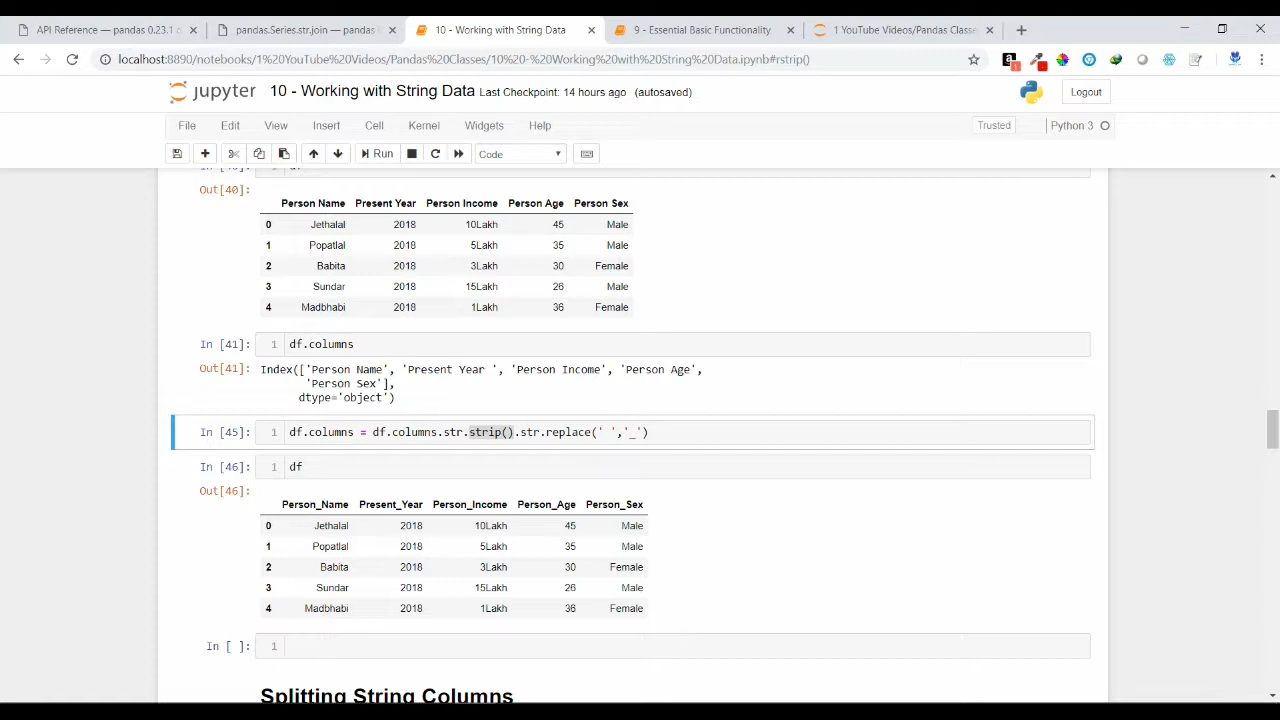 API Reference — pandas 0.23.1 d
pandas.Series.str.join — pandas
10 - Working with String Data
9 - Essential Basic Functionality
1 YouTube Videos/Pandas Classe
localhost:8890/notebooks/1%20YouTube%20Videos/Pandas%20Classe/10%20-%20Working%20with%20String%20Data.ipynb#rstrip()
jupyter 10 - Working with String Data Last Checkpoint: 14 hours ago (autosaved) Logout
File Edit View Insert Cell Kernel Widgets Help Trusted Python 3
Run Code
Out[40]:
Person Name Present Year Person Income Person Age Person Sex
0 Jethalal 2018 10Lakh 45 Male
1 Popatlal 2018 5Lakh 35 Male
2 Babita 2018 3Lakh 30 Female
3 Sundar 2018 15Lakh 26 Male
4 Madbhabi 2018 1Lakh 36 Female
In [41]: 1 df.columns
Out[41]: Index(['Person Name', 'Present Year ', 'Person Income', 'Person Age',
'Person Sex'],
dtype='object')
In [45]: 1 df.columns = df.columns.str.strip().str.replace(' ','_')
In [46]: 1 df
Out[46]:
Person_Name Present_Year Person_Income Person_Age Person_Sex
0 Jethalal 2018 10Lakh 45 Male
1 Popatlal 2018 5Lakh 35 Male
2 Babita 2018 3Lakh 30 Female
3 Sundar 2018 15Lakh 26 Male
4 Madbhabi 2018 1Lakh 36 Female
In [ ]: 1
Splitting String Columns